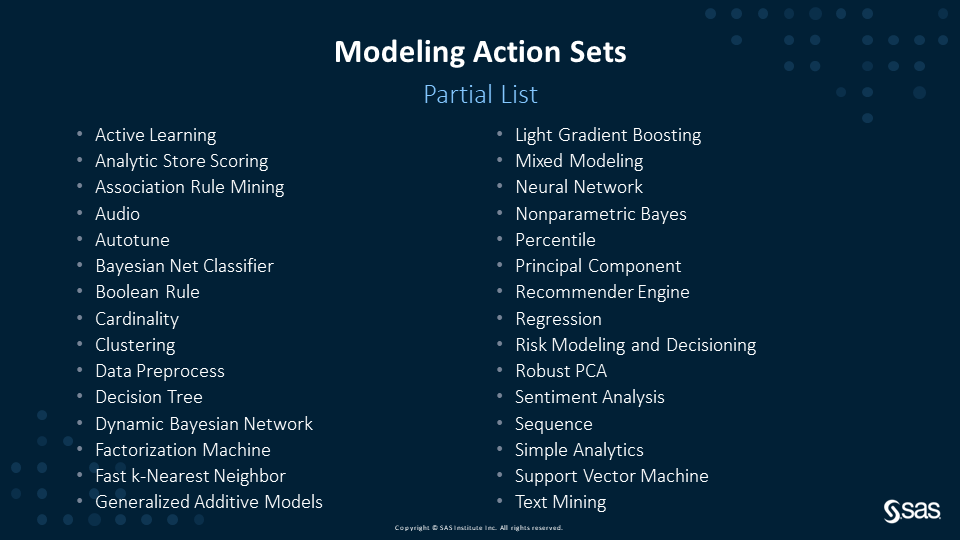 Modeling Action Sets
Partial List
• Active Learning
• Analytic Store Scoring
• Association Rule Mining
• Audio
• Autotune
• Bayesian Net Classifier
• Boolean Rule
• Cardinality
• Clustering
• Data Preprocess
• Decision Tree
• Dynamic Bayesian Network
• Factorization Machine
• Fast k-Nearest Neighbor
• Generalized Additive Models
• Light Gradient Boosting
• Mixed Modeling
• Neural Network
• Nonparametric Bayes
• Percentile
• Principal Component
• Recommender Engine
• Regression
• Risk Modeling and Decisioning
• Robust PCA
• Sentiment Analysis
• Sequence
• Simple Analytics
• Support Vector Machine
• Text Mining
sas
Copyright © SAS Institute Inc. All rights reserved.